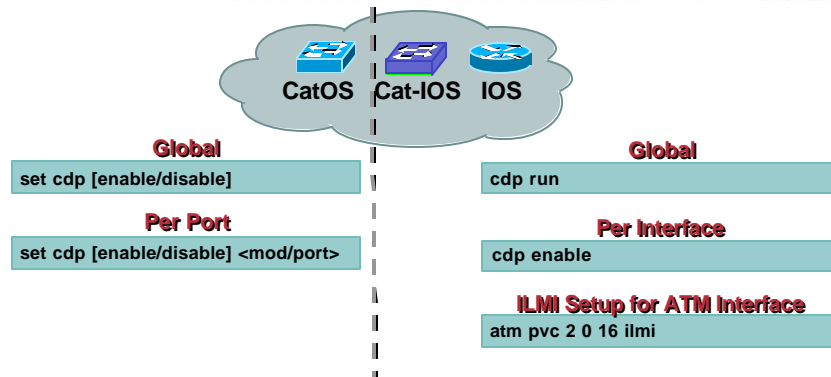 CatOS Cat-IOS IOS
Global
set cdp [enable/disable]
Per Port
set cdp [enable/disable] <mod/port>
Global
cdp run
Per Interface
cdp enable
ILMI Setup for ATM Interface
atm pvc 2 0 16 ilmi